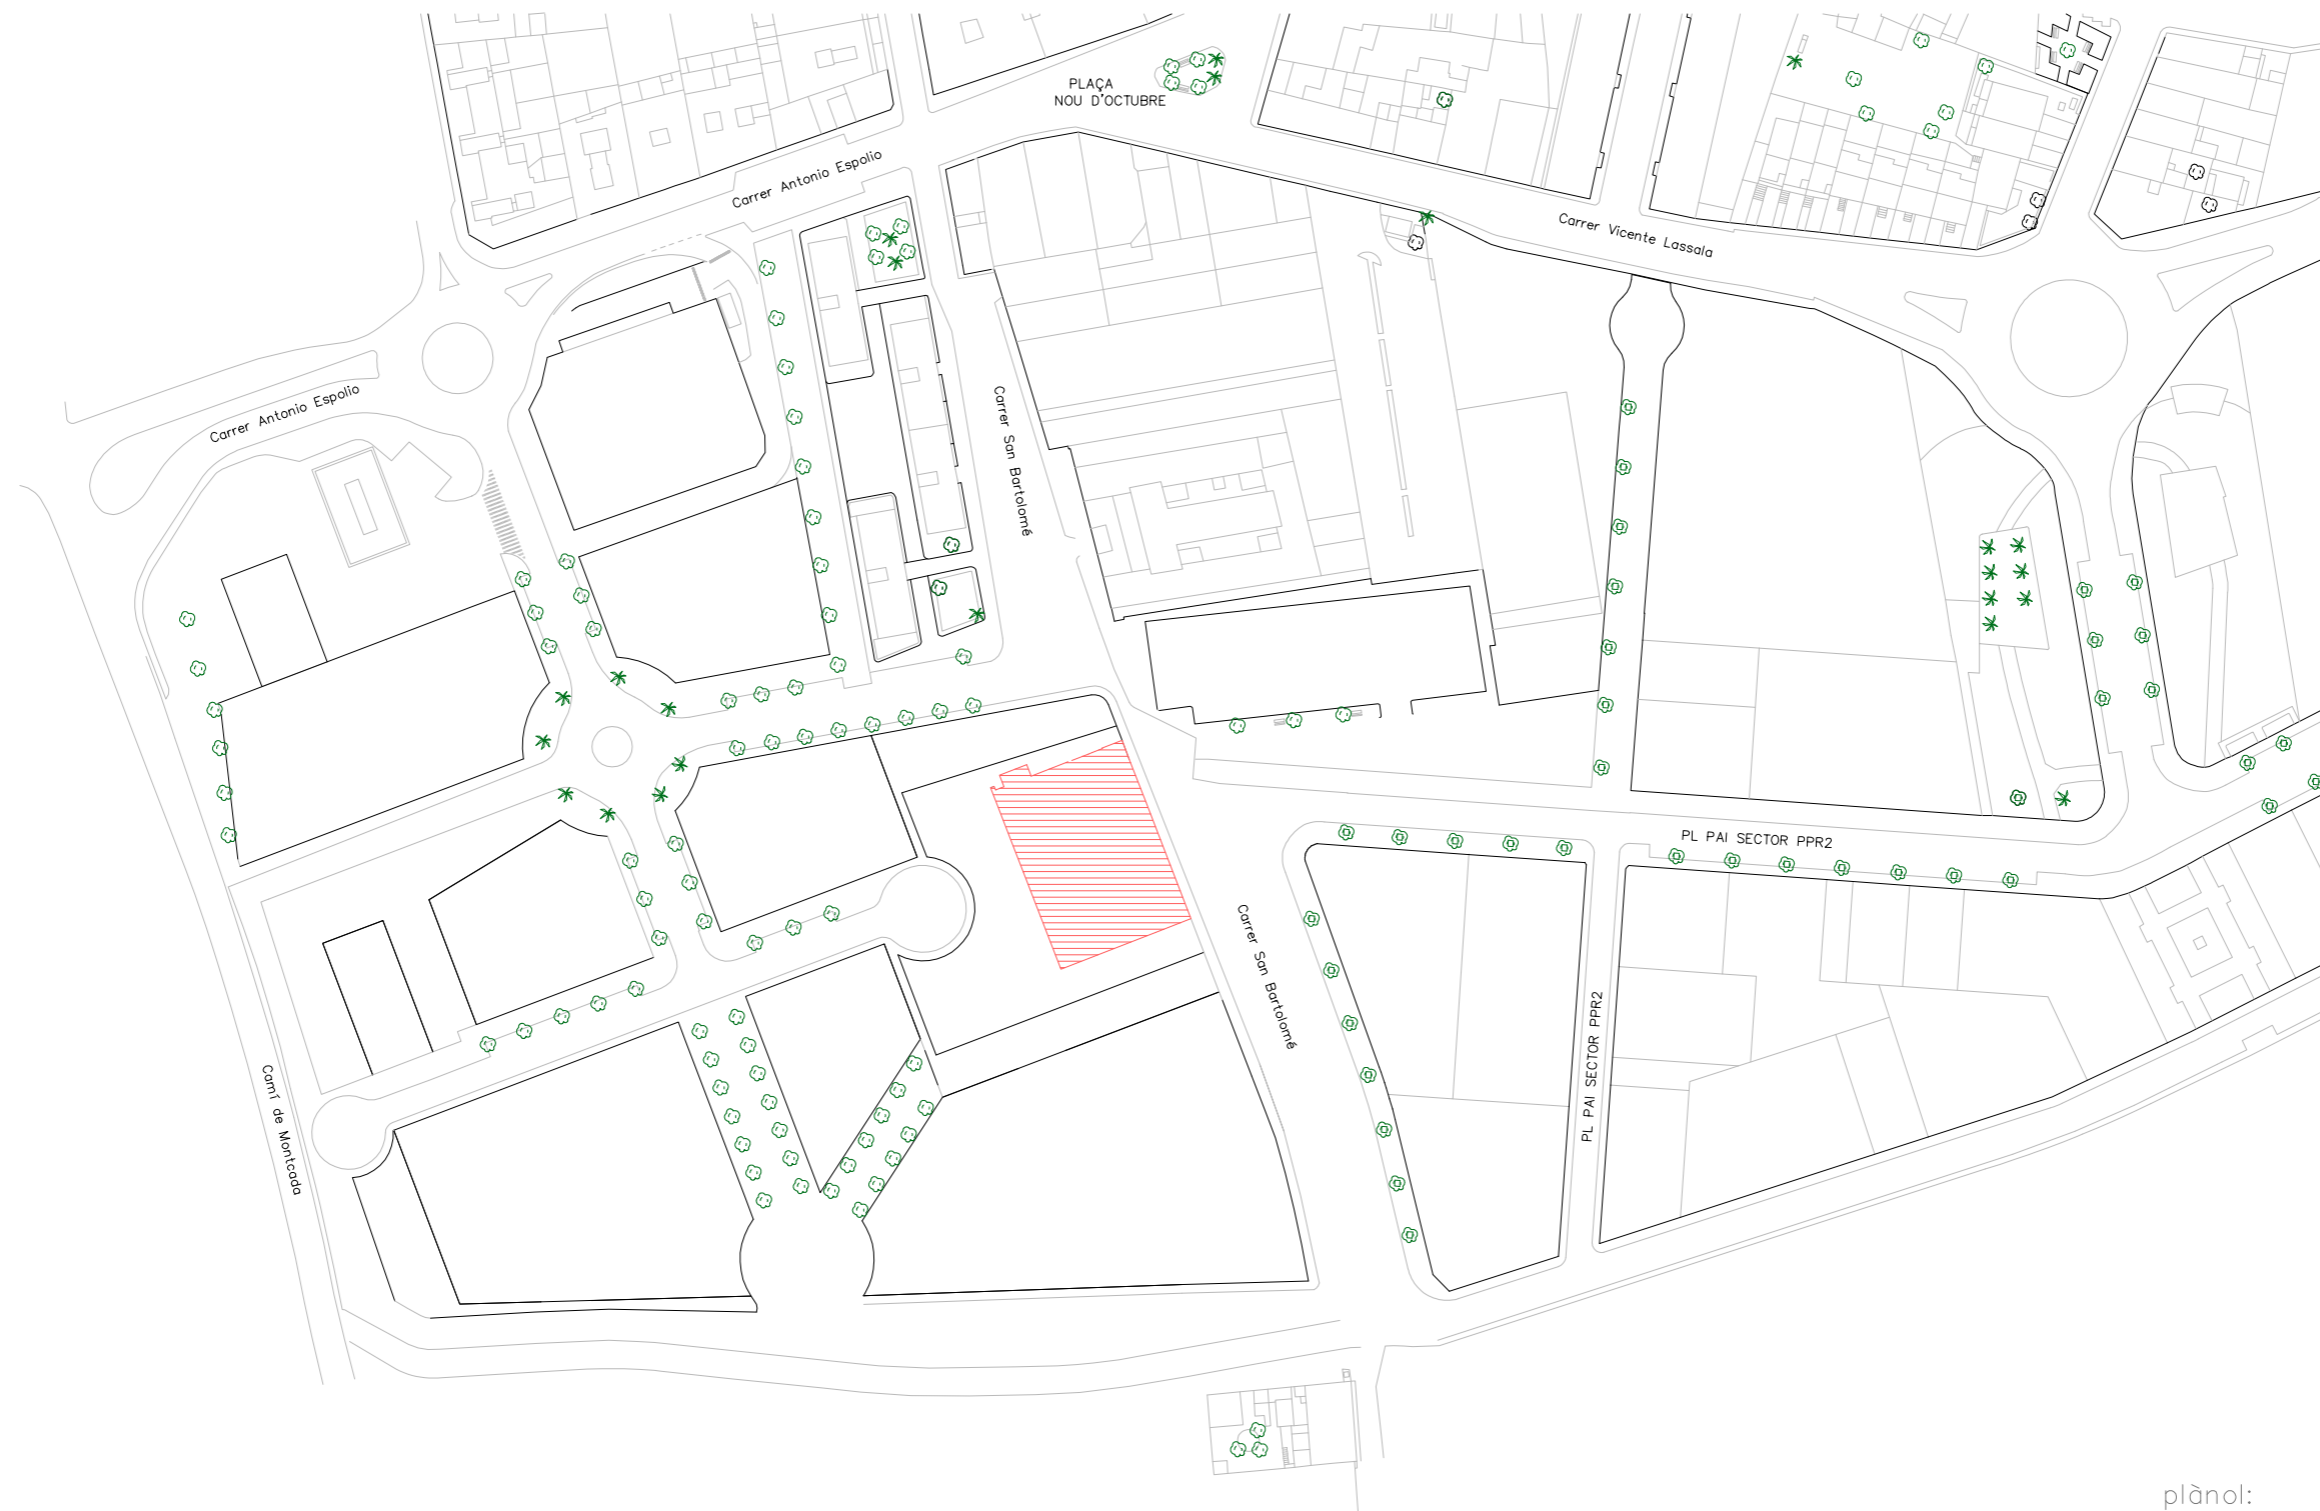 PLAÇA
NOU D'OCTUBRE
Carrer Antonio Espolio
Carrer Vicente Lassala
Carrer Antonio Espolio
Carrer San Bartolomé
PL PAI SECTOR PPR2
Carrer San Bartolomé
PL PAI SECTOR PPR2
Camí de Montcada
plànol: